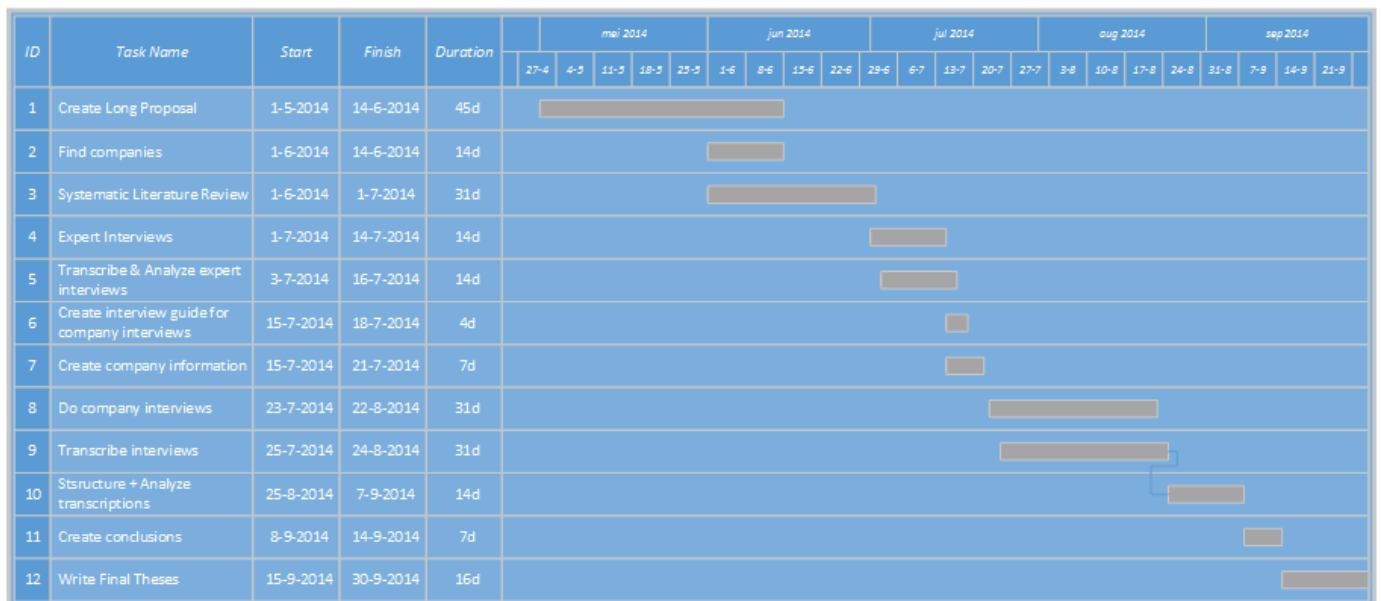 ID Task Name Start Finish Duration mei 2014 jun 2014 jul 2014 aug 2014 sep 2014
27-4 4-5 11-5 18-5 25-5 1-6 8-6 15-6 22-6 29-6 6-7 13-7 20-7 27-7 3-8 10-8 17-8 24-8 31-8 7-9 14-9 21-9
1 Create Long Proposal 1-5-2014 14-6-2014 45d
2 Find companies 1-6-2014 14-6-2014 14d
3 Systematic Literature Review 1-6-2014 1-7-2014 31d
4 Expert Interviews 1-7-2014 14-7-2014 14d
5 Transcribe & Analyze expert
interviews 3-7-2014 16-7-2014 14d
6 Create interview guide for
company interviews 15-7-2014 18-7-2014 4d
7 Create company information 15-7-2014 21-7-2014 7d
8 Do company interviews 23-7-2014 22-8-2014 31d
9 Transcribe interviews 25-7-2014 24-8-2014 31d
10 Stsructure + Analyze
transcriptions 25-8-2014 7-9-2014 14d
11 Create conclusions 8-9-2014 14-9-2014 7d
12 Write Final Theses 15-9-2014 30-9-2014 16d